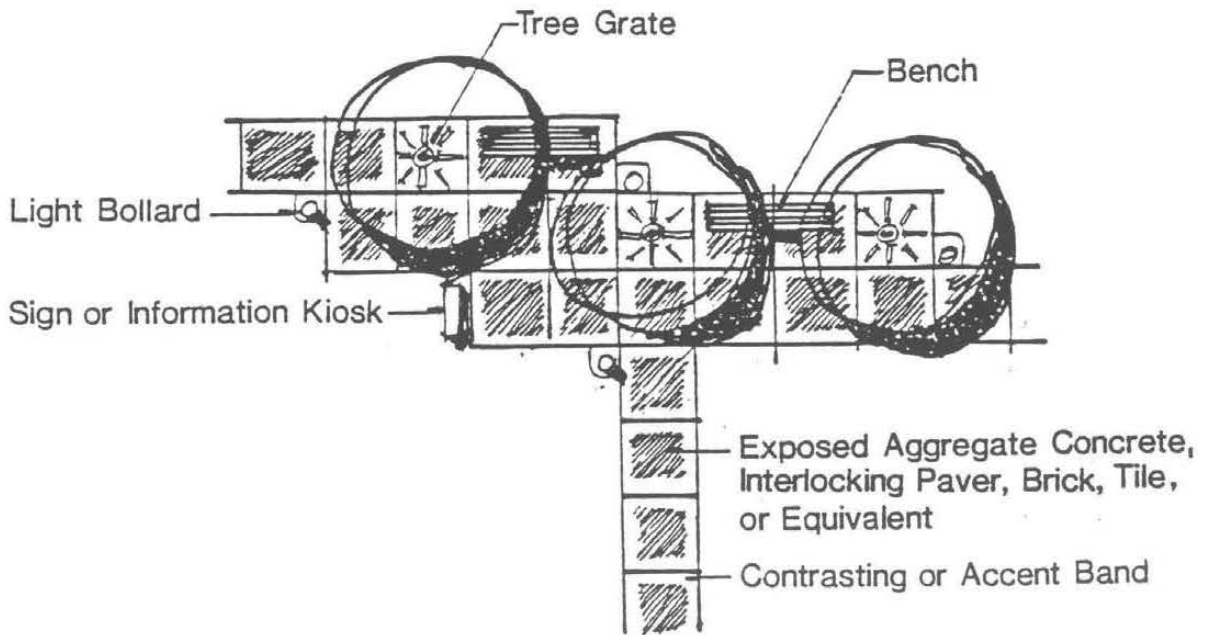 Tree Grate
Bench
Light Bollard
Sign or Information Kiosk
Exposed Aggregate Concrete,
Interlocking Paver, Brick, Tile,
or Equivalent
Contrasting or Accent Band